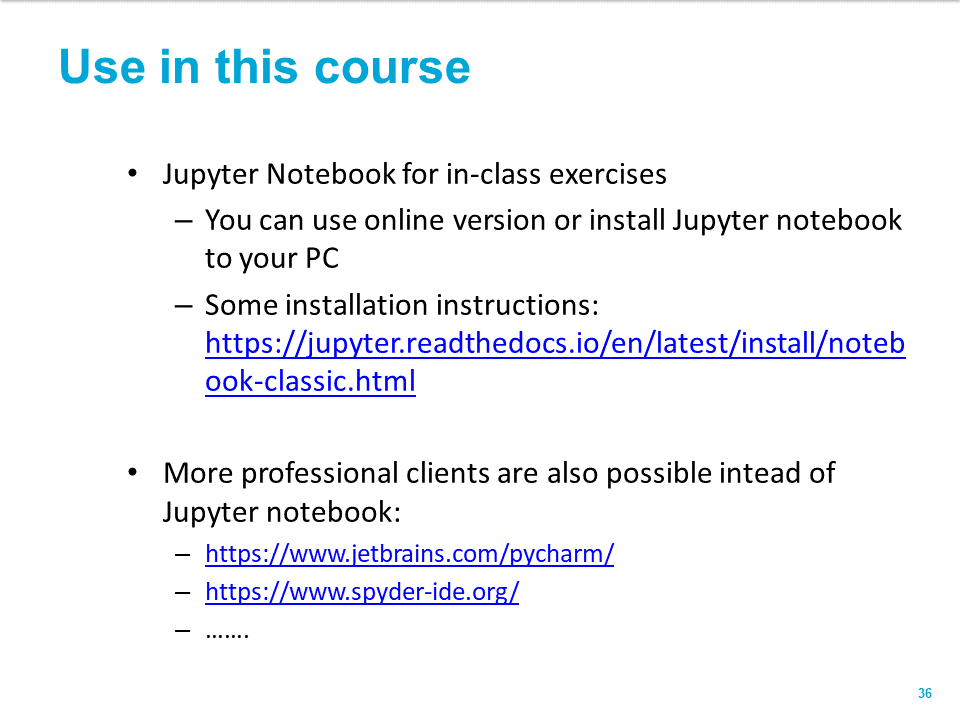 Use in this course
• Jupyter Notebook for in-class exercises
– You can use online version or install Jupyter notebook
to your PC
– Some installation instructions:
https://jupyter.readthedocs.io/en/latest/install/noteb
ook-classic.html
• More professional clients are also possible intead of
Jupyter notebook:
– https://www.jetbrains.com/pycharm/
– https://www.spyder-ide.org/
– …….
36